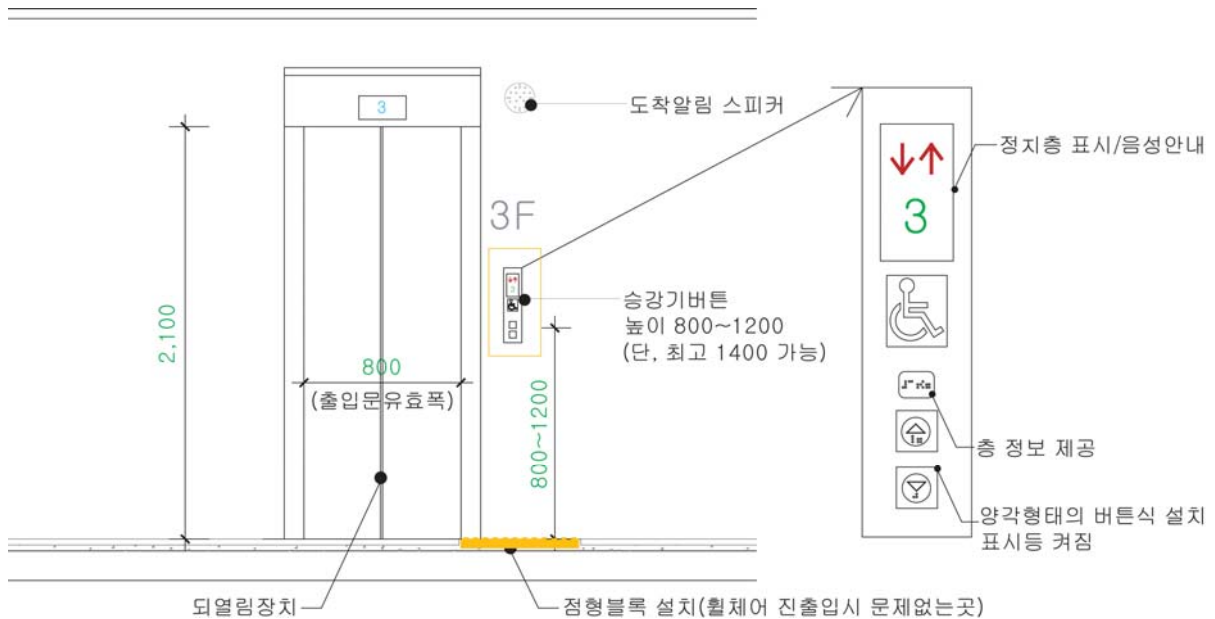 3
도착알림 스피커
정지층 표시/음성안내
3
3F
3
승강기버튼
높이 800~1200
(단, 최고 1400 가능)
2,100
800
(출입문유효폭)
800~1200
층 정보 제공
양각형태의 버튼식 설치
표시등 켜짐
되열림장치
점형블록 설치(휠체어 진출입시 문제없는곳)